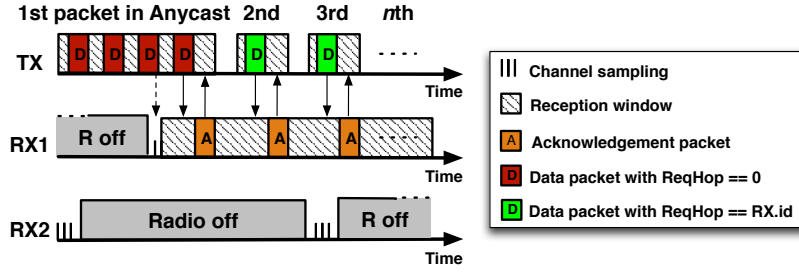 1st packet in Anycast 2nd 3rd nth
TX D D D D D D
Time
RX1 R off A A A
Time
RX2 Radio off R off
Time
Channel sampling
Reception window
A Acknowledgement packet
D Data packet with ReqHop == 0
D Data packet with ReqHop == RX.id